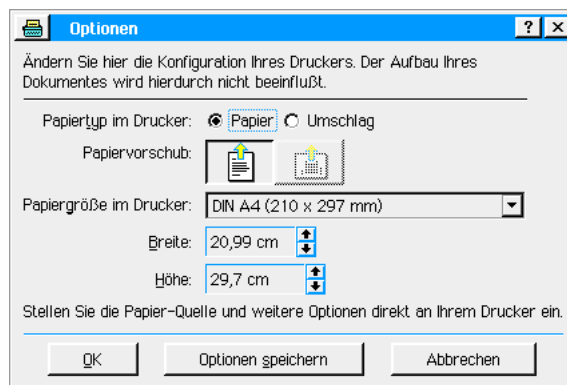 Optionen
Ändern Sie hier die Konfiguration Ihres Druckers. Der Aufbau Ihres
Dokumentes wird hierdurch nicht beeinflußt.
Papiertyp im Drucker: Papier Umschlag
Papiervorschub:
Papiergröße im Drucker: DIN A4 (210 x 297 mm)
Breite: 20,99 cm
Höhe: 29,7 cm
Stellen Sie die Papier-Quelle und weitere Optionen direkt an Ihrem Drucker ein.
OK Optionen speichern Abbrechen